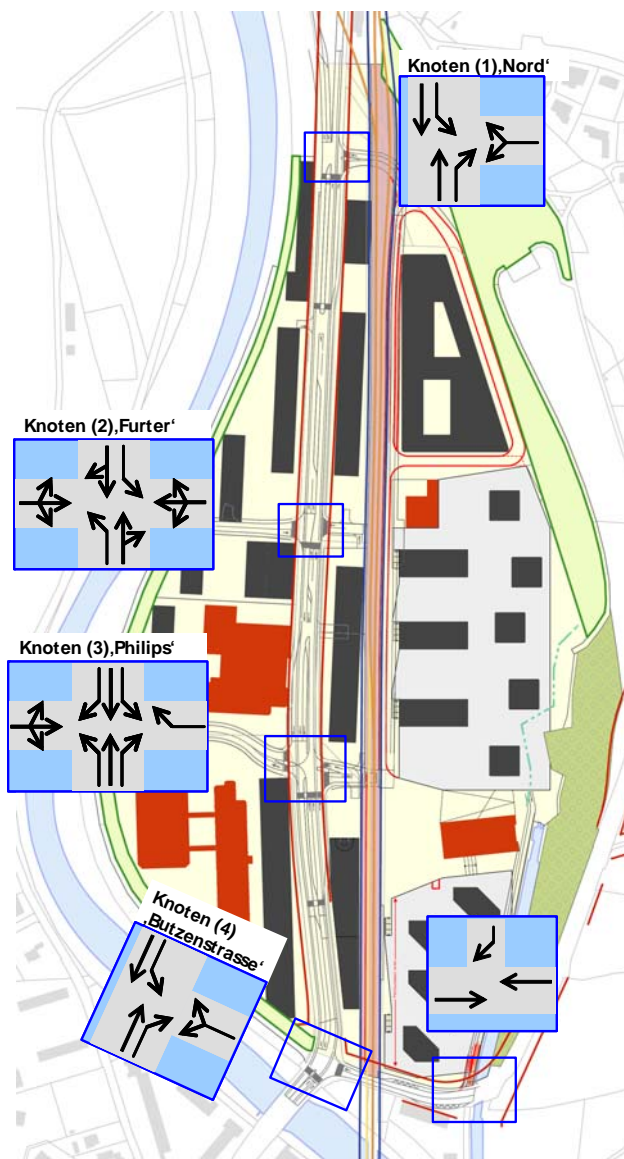 Knoten (1)‚Nord‘
Knoten (2)‚Furter‘
Knoten (3)‚Philips‘
Knoten (4)
‚Butzenstrasse‘